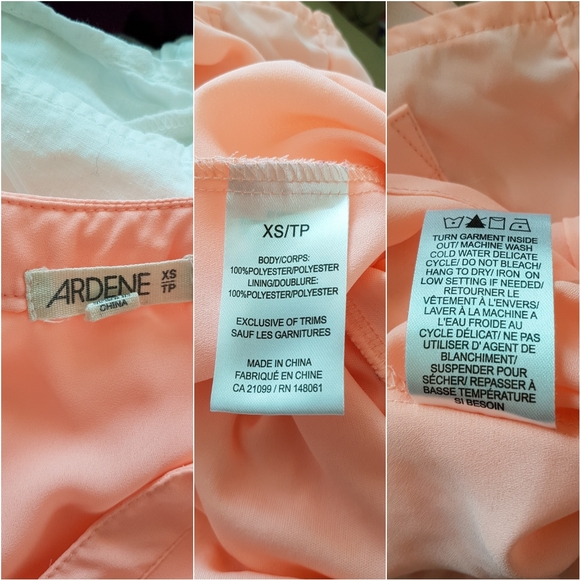 ARDENE
XS
TP
MADE IN
CHINA
XS/TP
BODY/CORPS:
100%POLYESTER/POLYESTER
LINING/DOUBLURE:
100%POLYESTER/POLYESTER
EXCLUSIVE OF TRIMS
SAUF LES GARNITURES
MADE IN CHINA
FABRIQUÉ EN CHINE
CA 21099 / RN 148061
TURN GARMENT INSIDE
OUT/ MACHINE WASH
COLD WATER DELICATE
CYCLE/ DO NOT BLEACH/
HANG TO DRY/ IRON ON
LOW SETTING IF NEEDED/
RETOURNER LE
VÊTEMENT À L'ENVERS/
LAVER À LA MACHINE A
L'EAU FROIDE AU
CYCLE DÉLICAT/ NE PAS
UTILISER D' AGENT DE
BLANCHIMENT/
SUSPENDER POUR
SÉCHER/ REPASSER À
BASSE TEMPÉRATURE
SI BESOIN